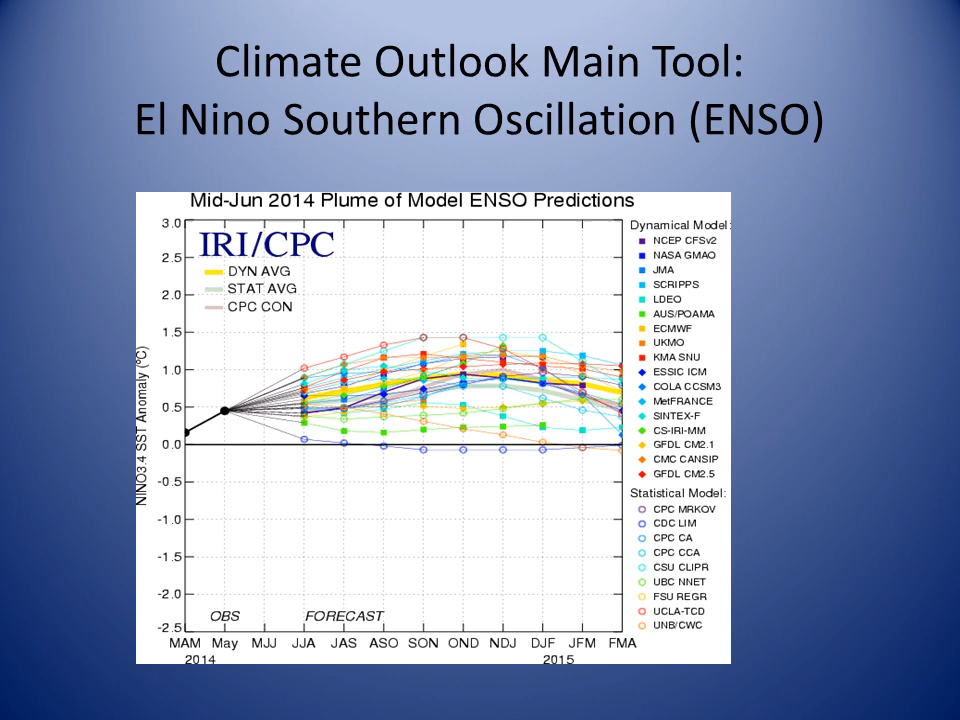 Climate Outlook Main Tool:
El Nino Southern Oscillation (ENSO)
Mid-Jun 2014 Plume of Model ENSO Predictions
IRI/CPC
DYN AVG
STAT AVG
CPC CON
NINO3.4 SST Anomaly (ºC)
3.0
2.5
2.0
1.5
1.0
0.5
0.0
-0.5
-1.0
-1.5
-2.0
-2.5
OBS FORECAST
MAM May MJJ JJA JAS ASO SON OND NDJ DJF JFM FMA
2014 2015
Dynamical Model:
NCEP CFSv2
NASA GMAO
JMA
SCRIPPS
LDEO
AUS/POAMA
ECMWF
UKMO
KMA SNU
ESSIC ICM
COLA CCSM3
MetFRANCE
SINTEX-F
CS-IRI-MM
GFDL CM2.1
CMC CANSIP
GFDL CM2.5
Statistical Model:
CPC MRKOV
CDC LIM
CPC CA
CPC CCA
CSU CLIPR
UBC NNET
FSU REGR
UCLA-TCD
UNB/CWC